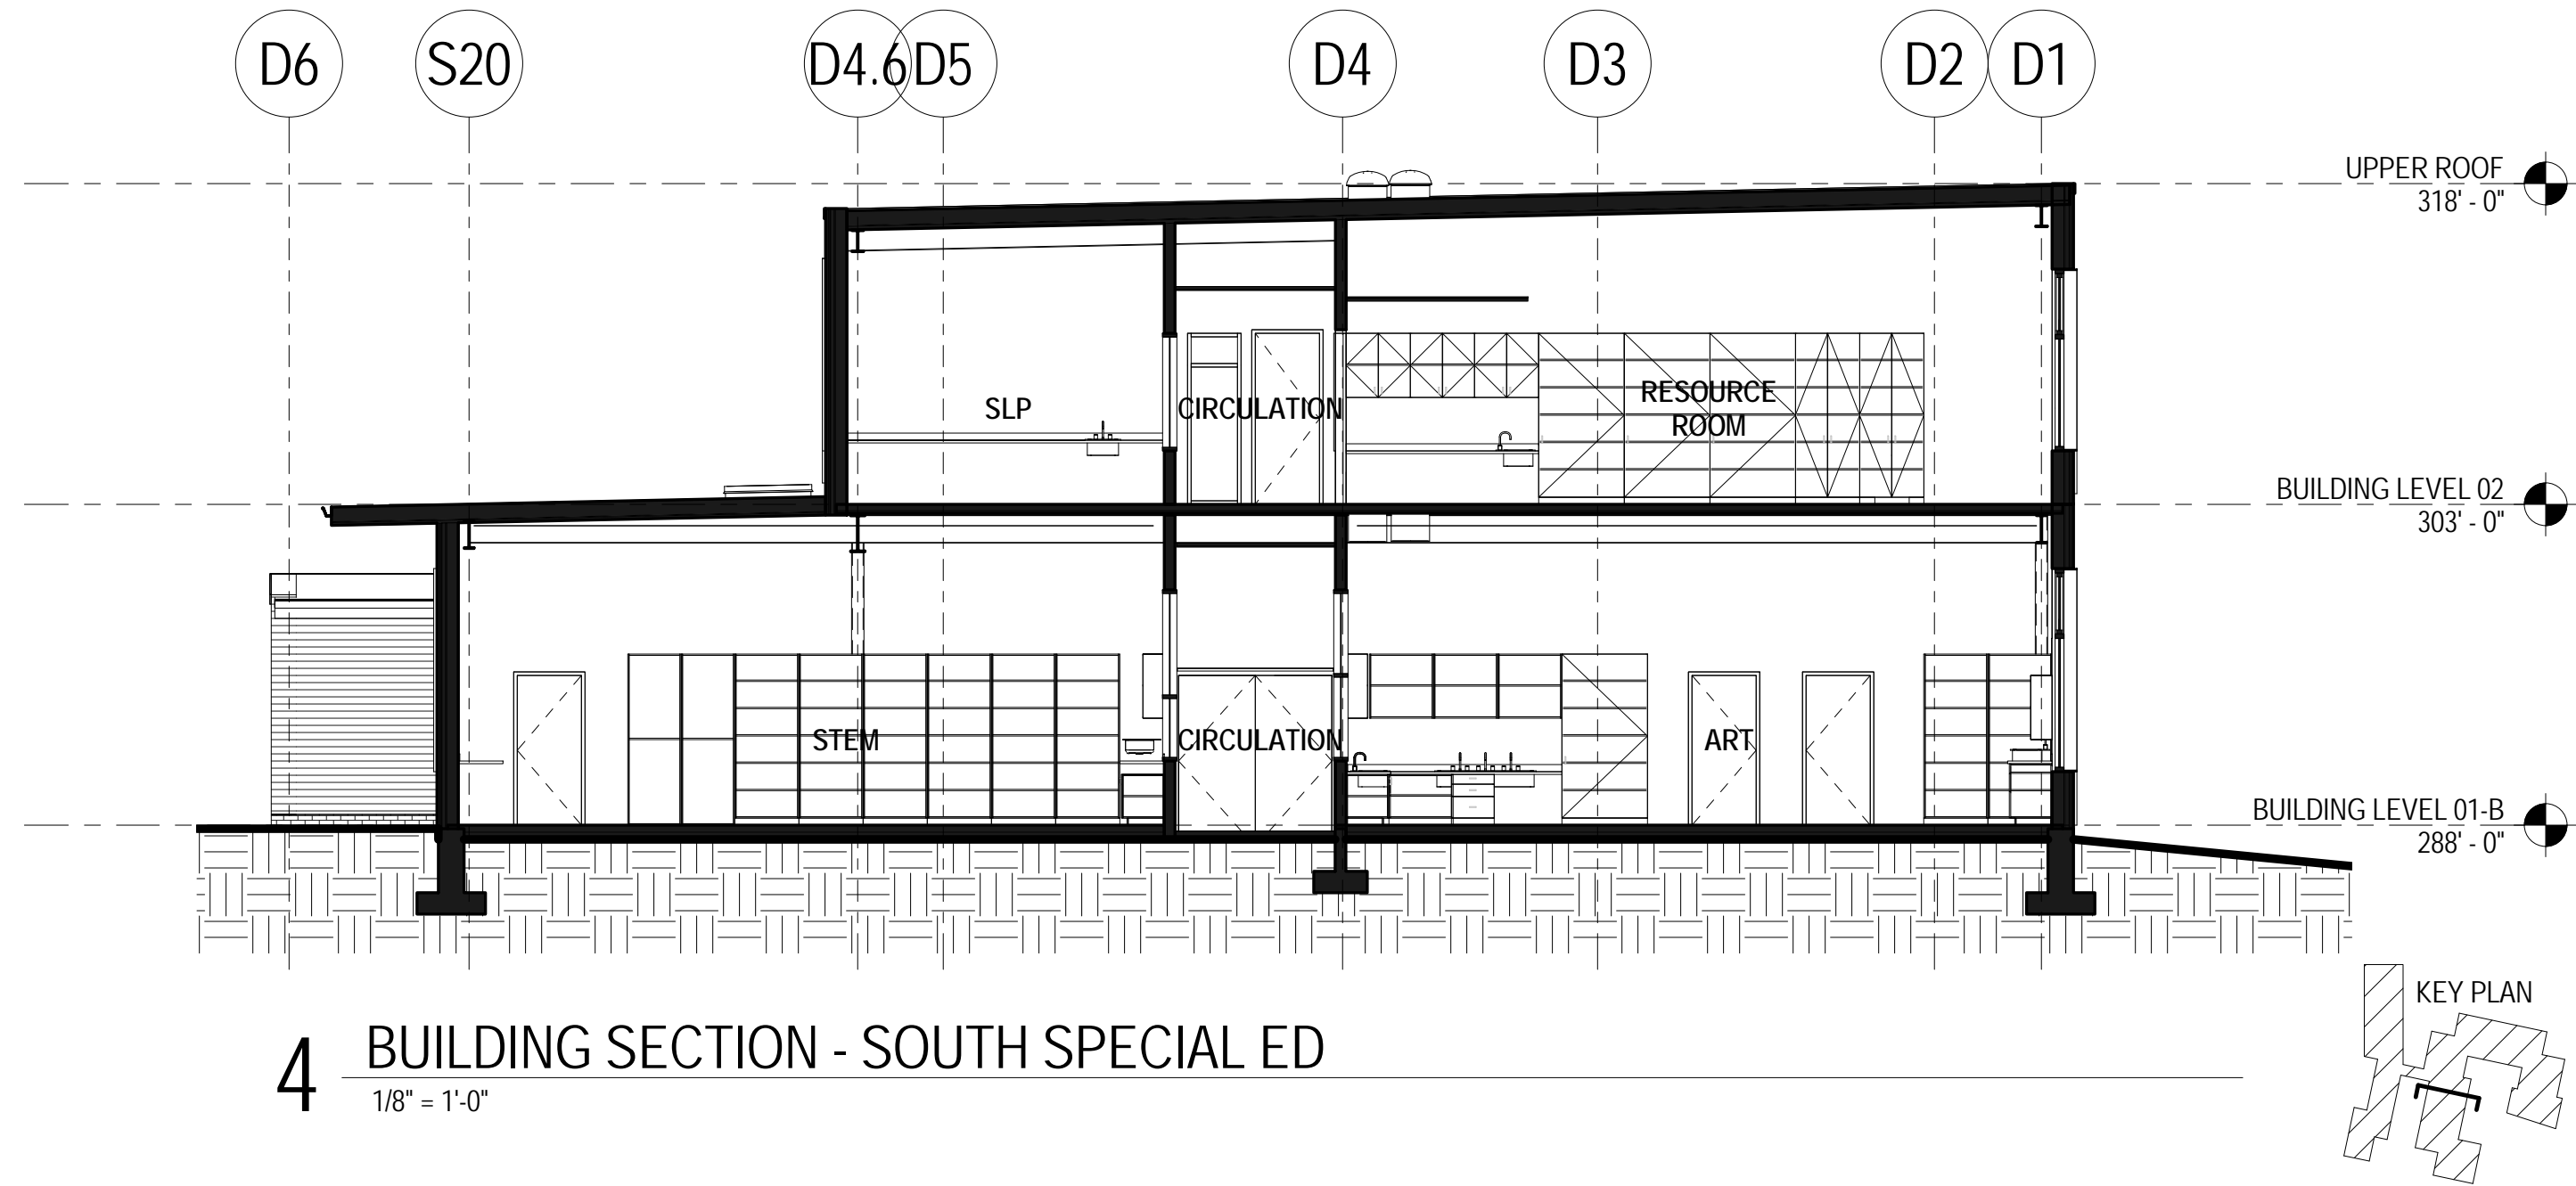 D6
S20
D4.6
D5
D4
D3
D2
D1
UPPER ROOF
318' - 0"
SLP
CIRCULATION
RESOURCE
ROOM
BUILDING LEVEL 02
303' - 0"
STEM
CIRCULATION
ART
BUILDING LEVEL 01-B
288' - 0"
KEY PLAN
4
BUILDING SECTION - SOUTH SPECIAL ED
1/8" = 1'-0"